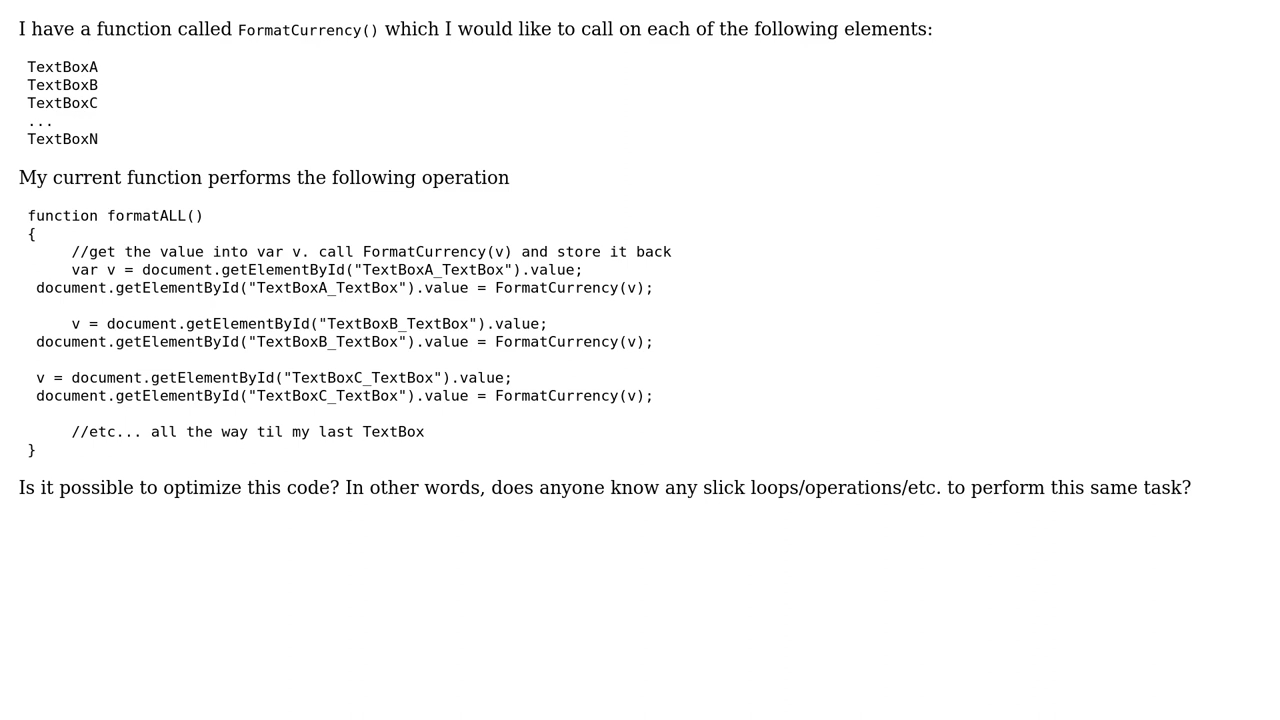 I have a function called FormatCurrency() which I would like to call on each of the following elements:
TextBoxA
TextBoxB
TextBoxC
...
TextBoxN
My current function performs the following operation
function formatALL()
{
//get the value into var v. call FormatCurrency(v) and store it back
var v = document.getElementById("TextBoxA_TextBox").value;
document.getElementById("TextBoxA_TextBox").value = FormatCurrency(v);
v = document.getElementById("TextBoxB_TextBox").value;
document.getElementById("TextBoxB_TextBox").value = FormatCurrency(v);
v = document.getElementById("TextBoxC_TextBox").value;
document.getElementById("TextBoxC_TextBox").value = FormatCurrency(v);
//etc... all the way til my last TextBox
}
Is it possible to optimize this code? In other words, does anyone know any slick loops/operations/etc. to perform this same task?